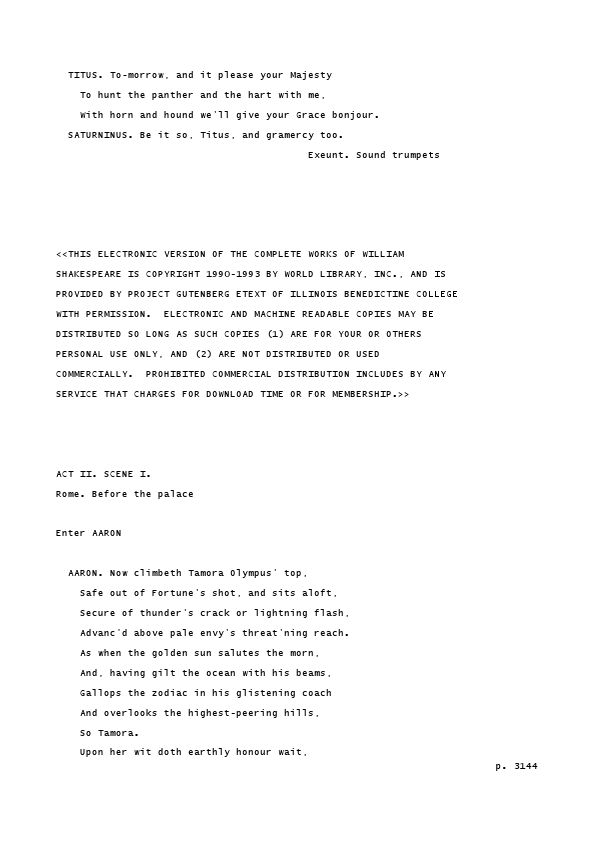 TITUS. To-morrow, and it please your Majesty
To hunt the panther and the hart with me,
With horn and hound we'll give your Grace bonjour.
SATURNINUS. Be it so, Titus, and gramercy too.
Exeunt. Sound trumpets
<<THIS ELECTRONIC VERSION OF THE COMPLETE WORKS OF WILLIAM
SHAKESPEARE IS COPYRIGHT 1990-1993 BY WORLD LIBRARY, INC., AND IS
PROVIDED BY PROJECT GUTENBERG ETEXT OF ILLINOIS BENEDICTINE COLLEGE
WITH PERMISSION.  ELECTRONIC AND MACHINE READABLE COPIES MAY BE
DISTRIBUTED SO LONG AS SUCH COPIES (1) ARE FOR YOUR OR OTHERS
PERSONAL USE ONLY, AND (2) ARE NOT DISTRIBUTED OR USED
COMMERCIALLY.  PROHIBITED COMMERCIAL DISTRIBUTION INCLUDES BY ANY
SERVICE THAT CHARGES FOR DOWNLOAD TIME OR FOR MEMBERSHIP.>>
ACT II. SCENE I.
Rome. Before the palace
Enter AARON
AARON. Now climbeth Tamora Olympus' top,
Safe out of Fortune's shot, and sits aloft,
Secure of thunder's crack or lightning flash,
Advanc'd above pale envy's threat'ning reach.
As when the golden sun salutes the morn,
And, having gilt the ocean with his beams,
Gallops the zodiac in his glistening coach
And overlooks the highest-peering hills,
So Tamora.
Upon her wit doth earthly honour wait,
p. 3144